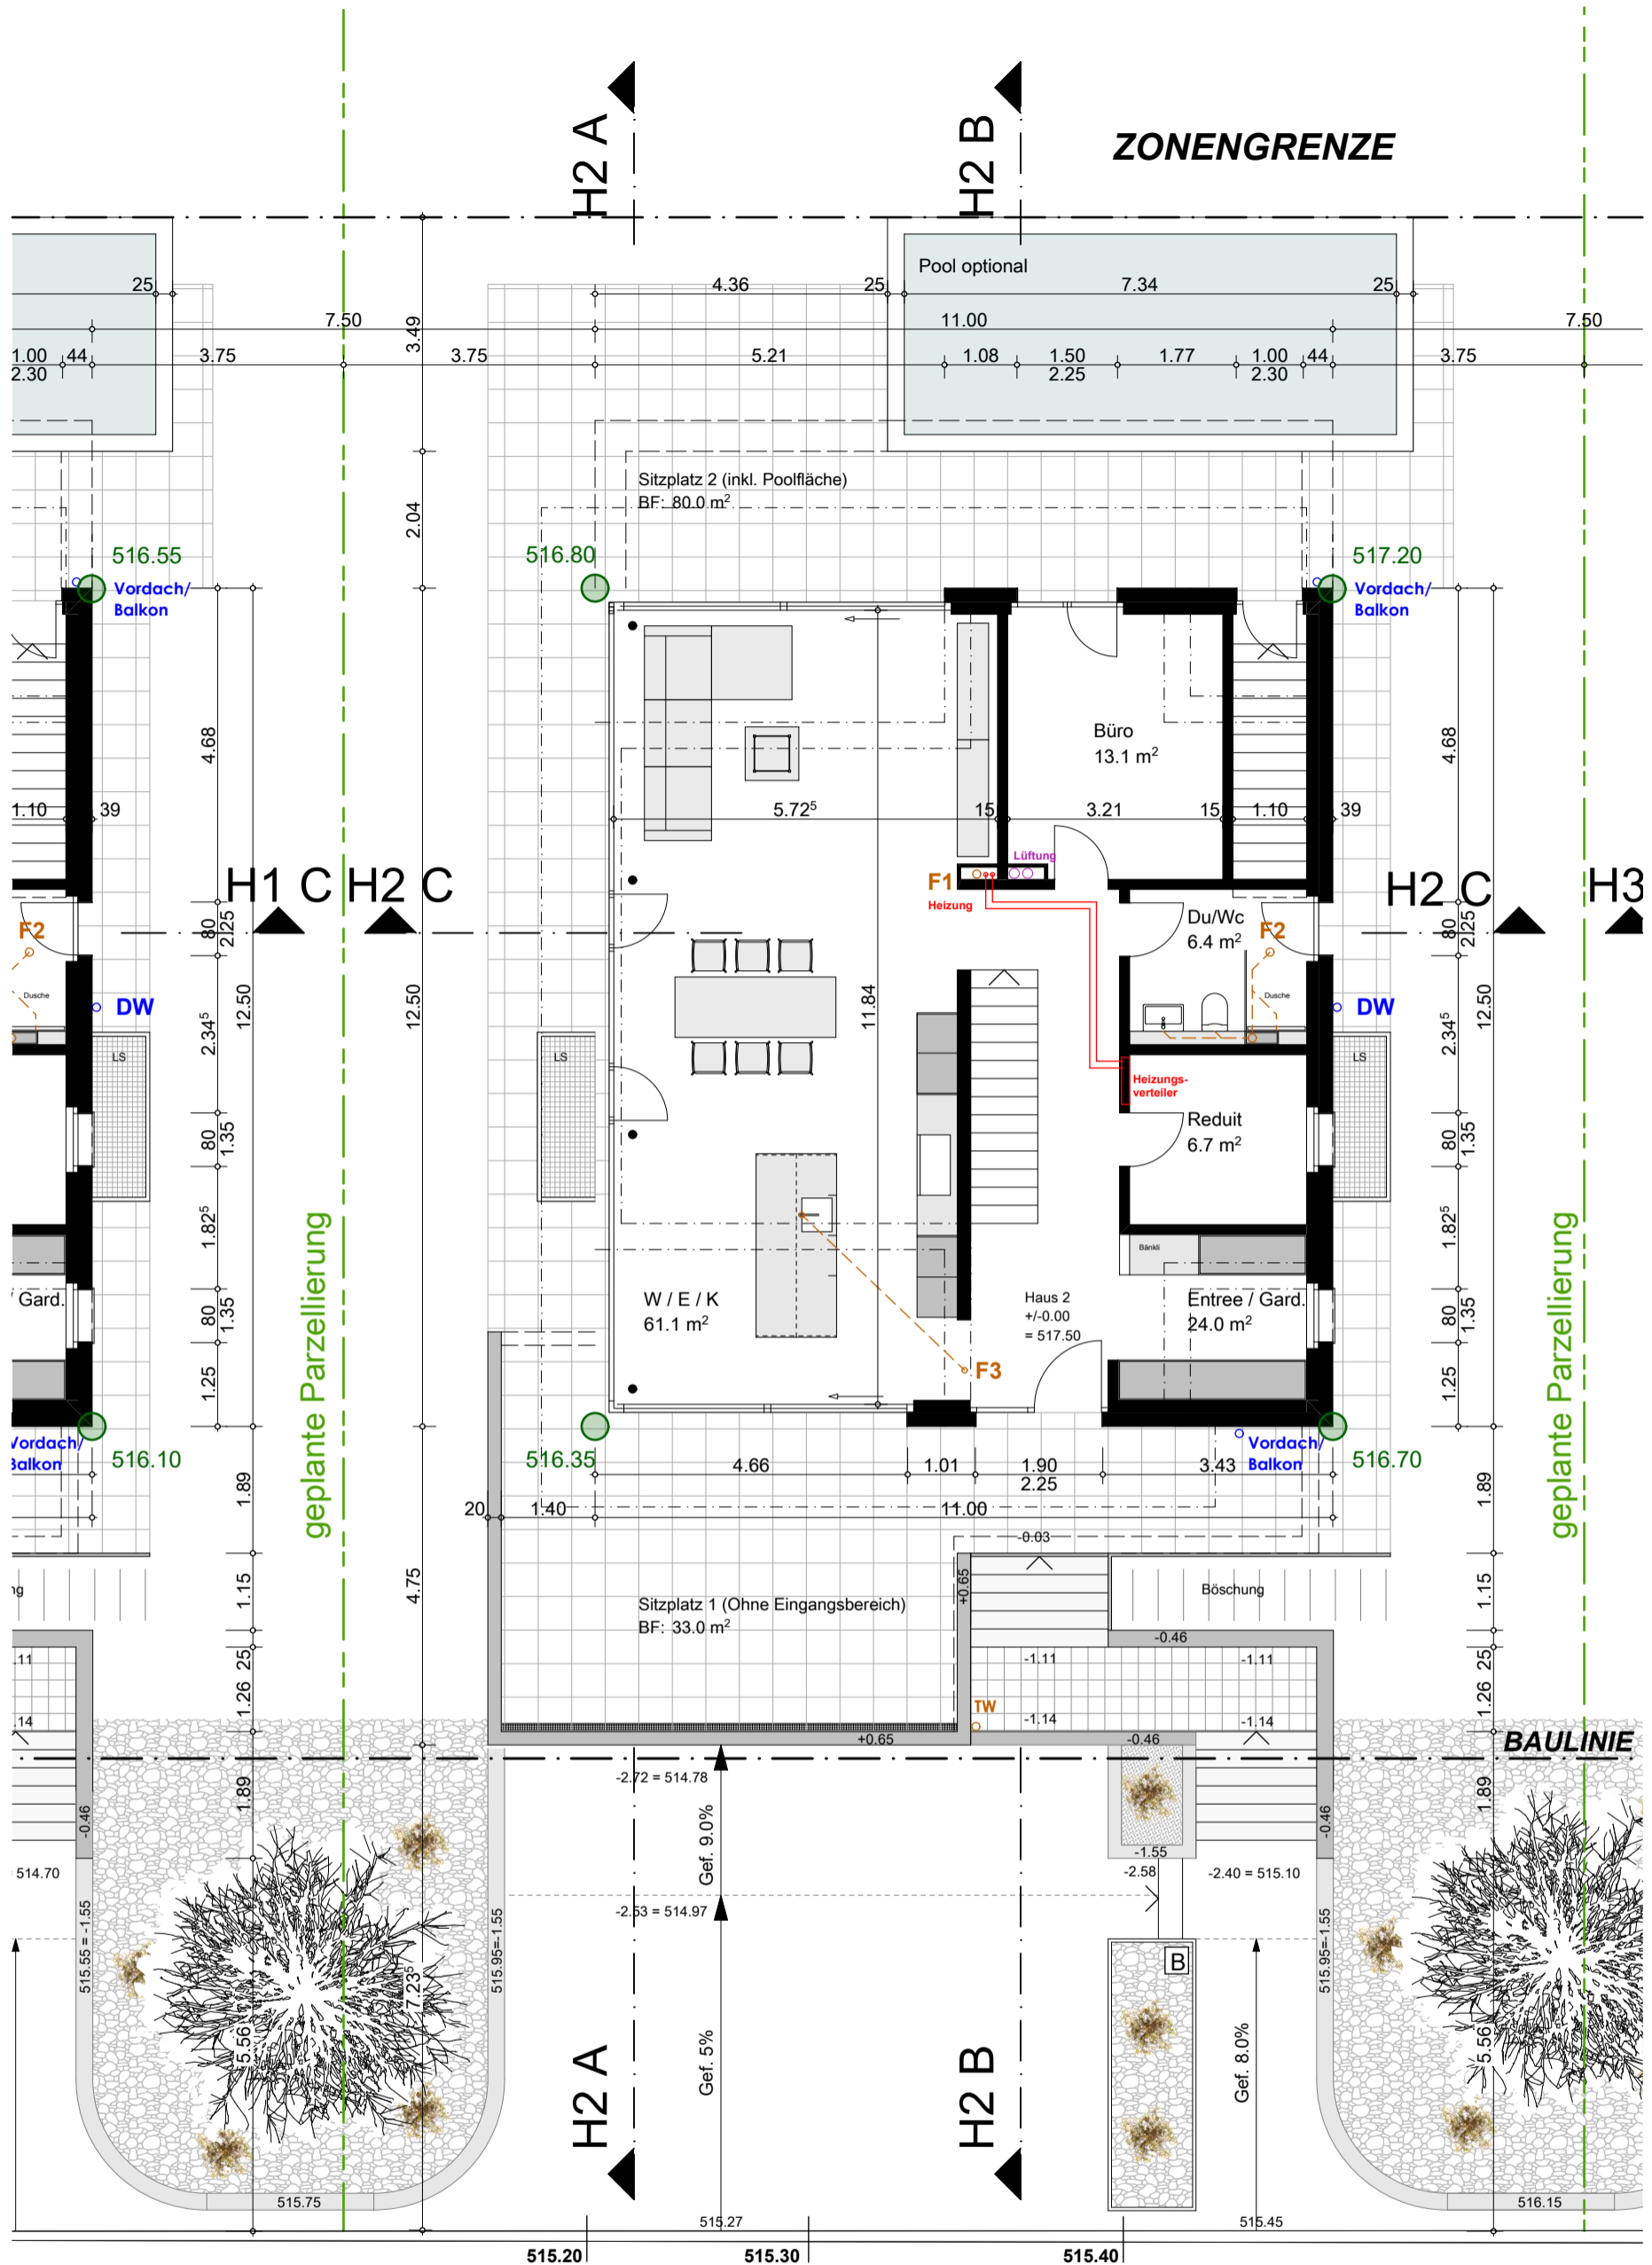 H2 A
H2 B
ZONENGRENZE
Pool optional
25
4.36
25
7.34
25
7.50
11.00
7.50
3.49
1.00
44
3.75
3.75
5.21
1.08
1.50
1.77
1.00
44
3.75
2.30
2.25
2.30
Sitzplatz 2 (inkl. Poolfläche)
BF: 80.0 m²
2.04
516.55
516.80
517.20
Vordach/
Balkon
Vordach/
Balkon
4.68
4.68
Büro
13.1 m²
1.10
39
5.72⁵
15
3.21
15
1.10
39
Lüftung
F1
Heizung
H1 C
H2 C
H2 C
H3
80
2.25
F2
Du/Wc
6.4 m²
F2
80
2.25
Dusche
Dusche
DW
DW
12.50
12.50
11.84
12.50
2.34⁵
2.34⁵
LS
LS
LS
Heizungs-
verteiler
Reduit
6.7 m²
80
1.35
80
1.35
1.82⁵
1.82⁵
geplante Parzellierung
geplante Parzellierung
Bänkli
/ Gard.
W / E / K
61.1 m²
Haus 2
+/-0.00
= 517.50
Entree / Gard.
24.0 m²
80
1.35
80
1.35
F3
1.25
1.25
Vordach/
Balkon
516.10
516.35
Vordach/
Balkon
516.70
4.66
1.01
1.90
3.43
2.25
1.89
1.89
20
1.40
11.00
-0.03
+0.65
Böschung
1.15
4.75
1.15
ng
Sitzplatz 1 (Ohne Eingangsbereich)
BF: 33.0 m²
-0.46
25
25
.11
-1.11
-1.11
1.26
1.26
TW
.14
-1.14
-1.14
+0.65
-0.46
BAULINIE
-2.72 = 514.78
1.89
1.89
-0.46
-0.46
Gef. 9.0%
-1.55
514.70
-2.58
-2.40 = 515.10
-2.53 = 514.97
515.55 = -1.55
515.95=-1.55
515.95=-1.55
B
7.23⁵
5.56
5.56
Gef. 5%
Gef. 8.0%
H2 A
H2 B
515.75
516.15
515.27
515.45
515.20
515.30
515.40